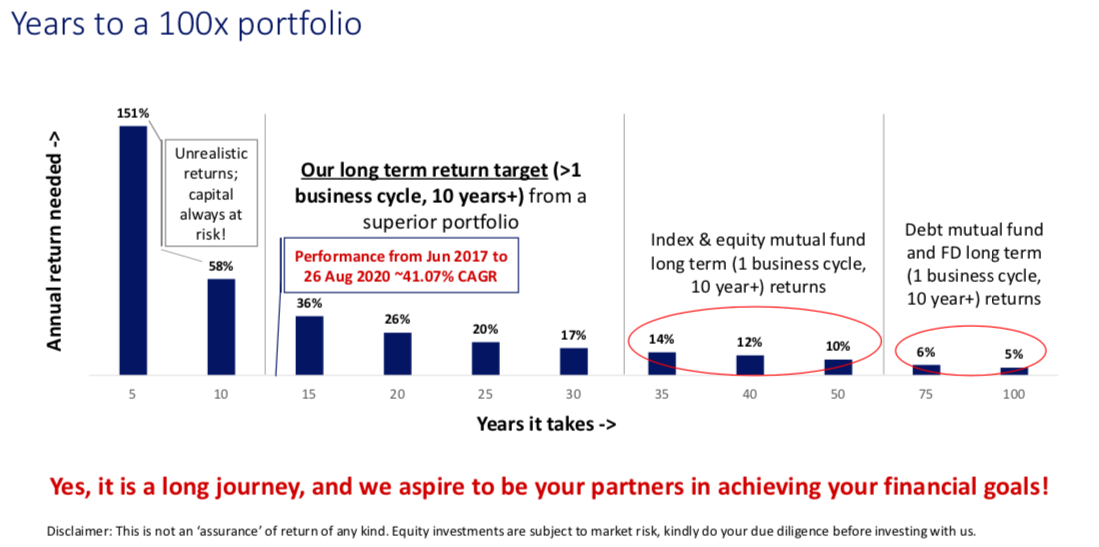 Years to a 100x portfolio
Annual return needed ->
151%
Unrealistic
returns;
capital
always at
risk!
58%
Our long term return target (>1
business cycle, 10 years+) from a
superior portfolio
Performance from Jun 2017 to
26 Aug 2020 ~41.07% CAGR
36%
26%
20%
17%
Index & equity mutual fund
long term (1 business cycle,
10 year+) returns
14%
12%
10%
Debt mutual fund
and FD long term
(1 business cycle,
10 year+) returns
6%
5%
5 10 15 20 25 30 35 40 50 75 100
Years it takes ->
Yes, it is a long journey, and we aspire to be your partners in achieving your financial goals!
Disclaimer: This is not an ‘assurance’ of return of any kind. Equity investments are subject to market risk, kindly do your due diligence before investing with us.